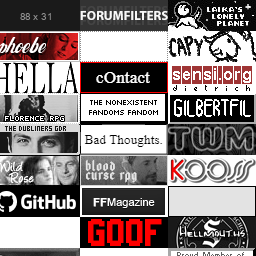 88 x 31
FORUMFILTERS
LAIKA'S
LONELY
PLANET
phoebe
CAPY
HELLA
cOntact
sensi.org
dietrich
FLORENCE RPG
THE NONEXISTENT
FANDOMS FANDOM
GILBERTFIL
THE DUBLINERS GDR
Bad Thoughts.
TWM
Wild
Rose
blood
curse rpg
KOOSS
GitHub
FFMagazine
GOOF
HELLMOUTHS
Proud Member of